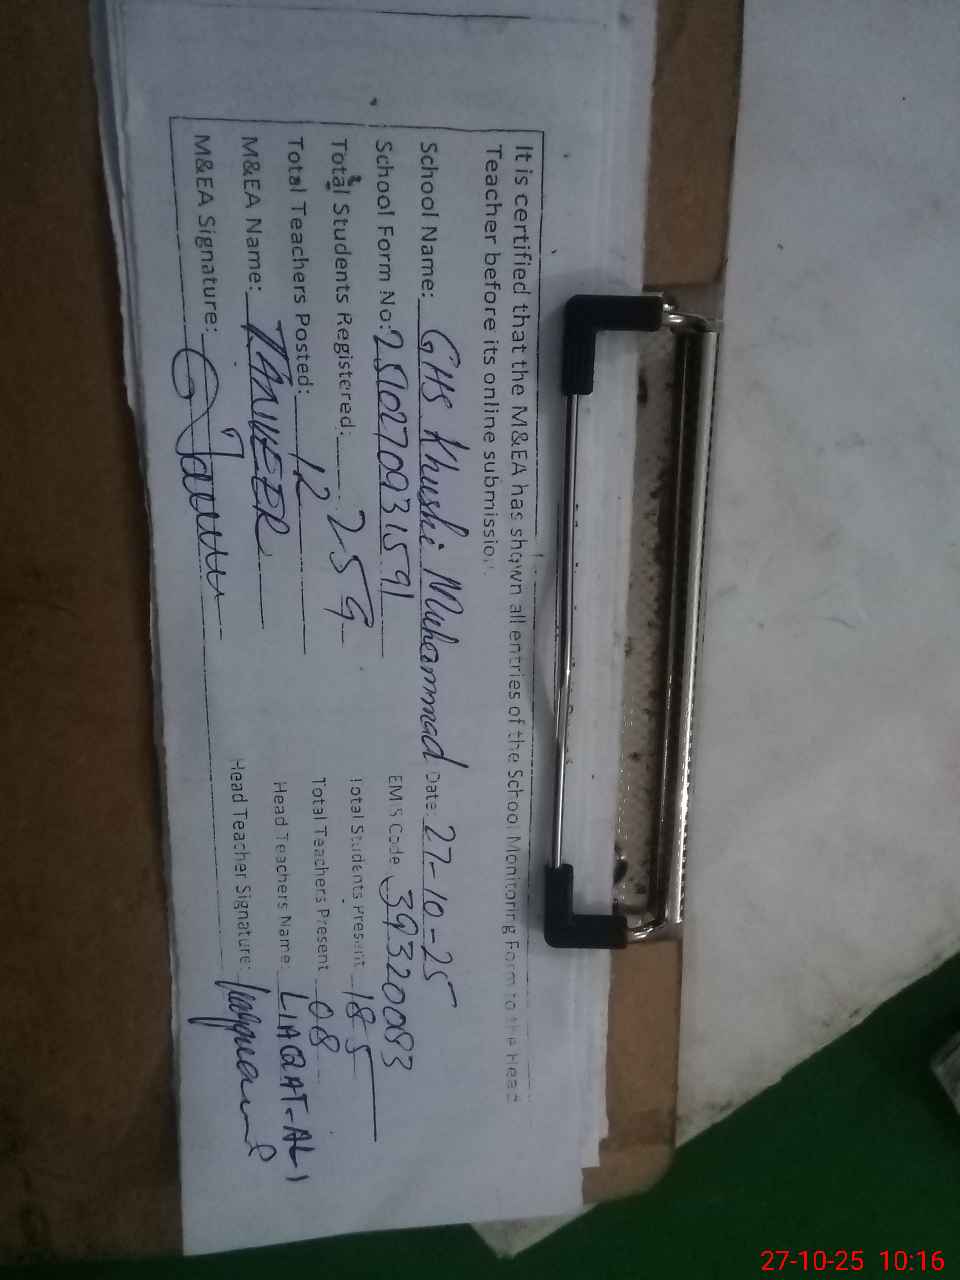 It is certified that the M&EA has shown all entries of the School Monitoring Form to the Head
Teacher before its online submission.
School Name: GHS Khushi Muhammad Date: 27-10-25
School Form No: 2510270931591 EMIS Code 39320083
Total Students Registered: 259 Total Students Present 185
Total Teachers Posted: 12 Total Teachers Present 08
M&EA Name: TANVEER Head Teachers Name: LIAQAT-ALI
M&EA Signature: Head Teacher Signature:
27-10-25 10:16